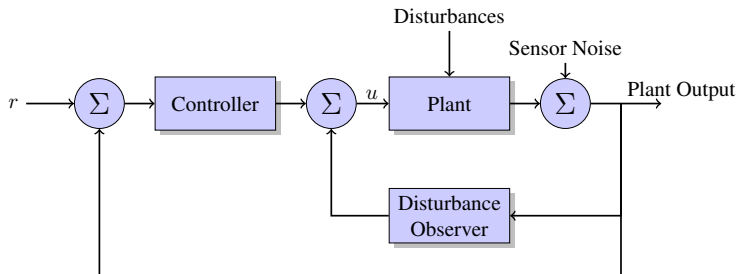 Disturbances
Sensor Noise
r
Σ
Controller
Σ
u
Plant
Σ
Plant Output
Disturbance
Observer